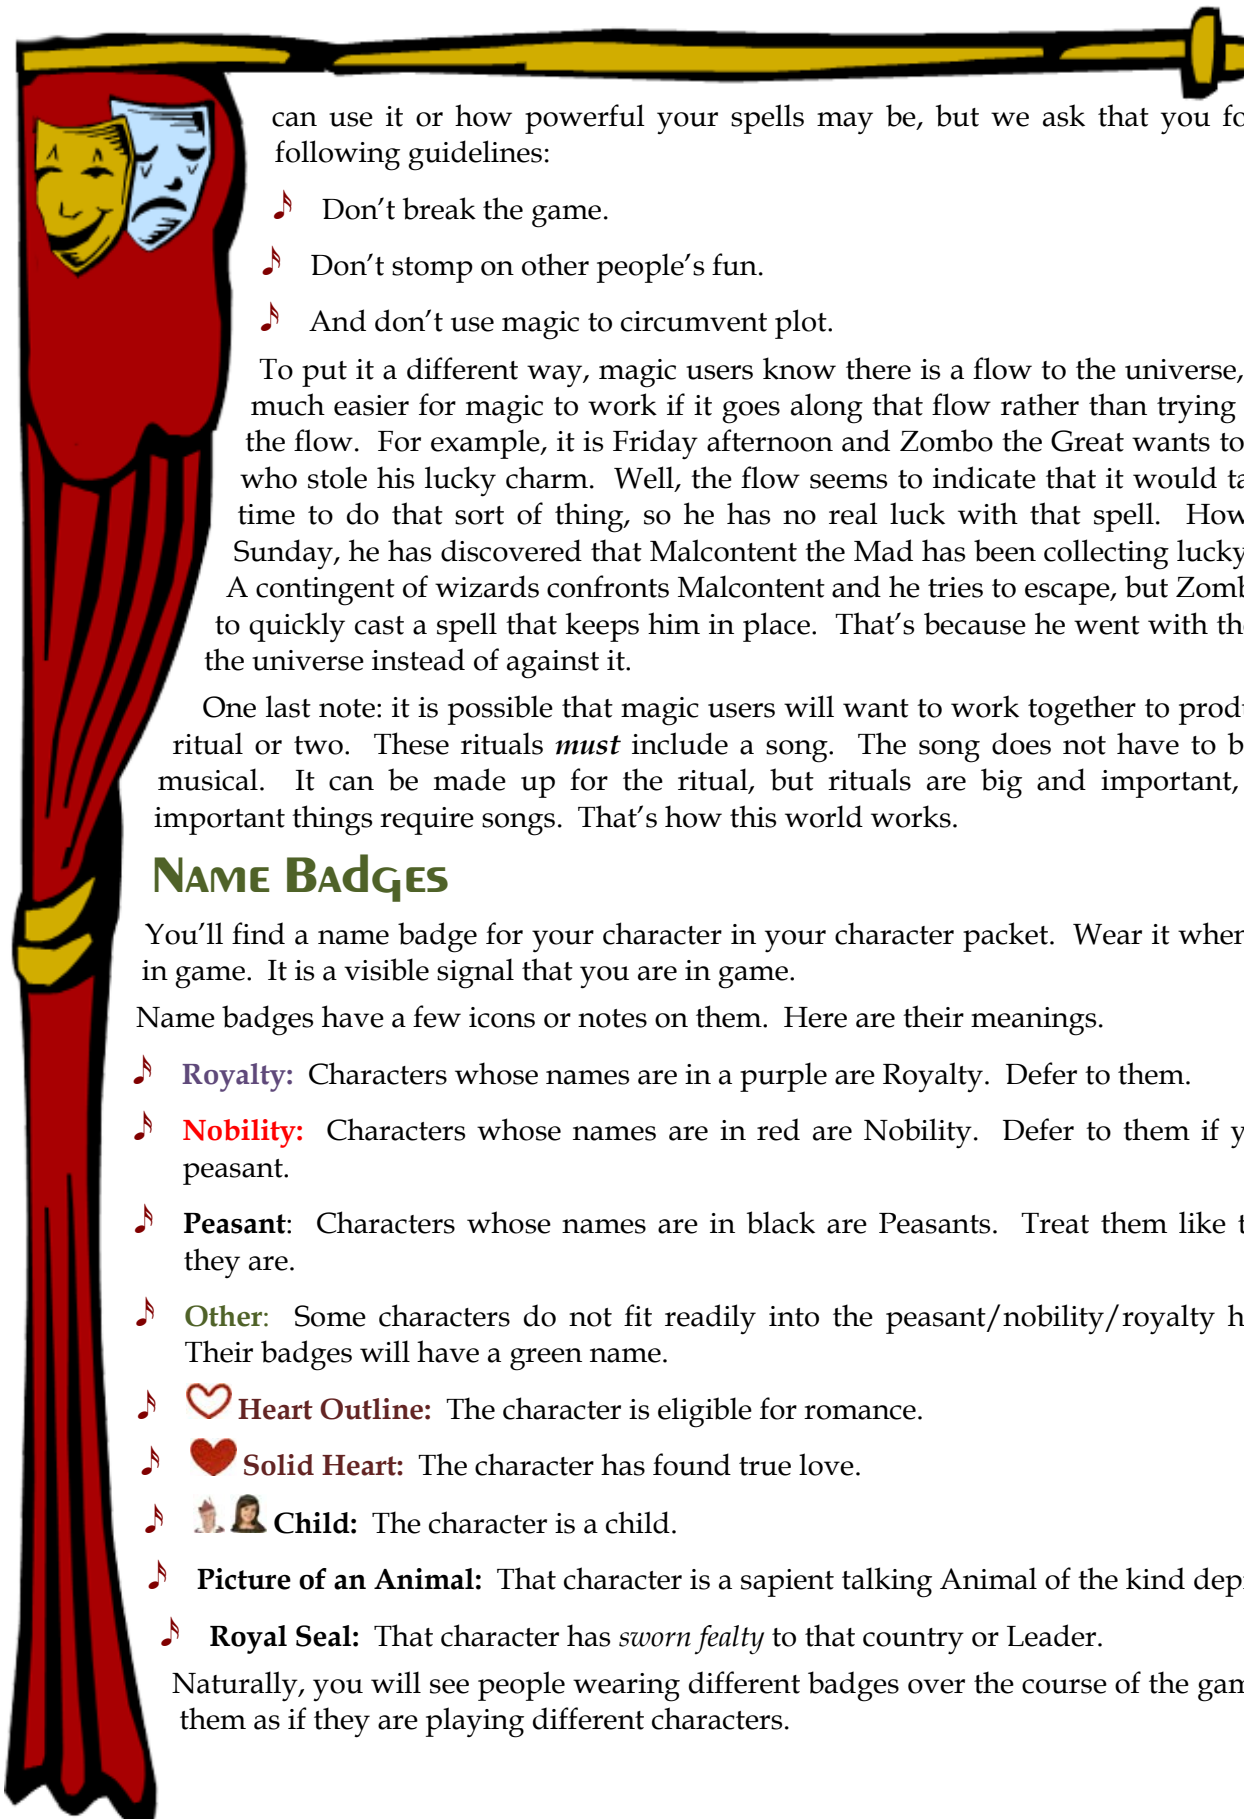 can use it or how powerful your spells may be, but we ask that you
following guidelines:
Don't break the game.
Don't stomp on other people's fun.
And don't use magic to circumvent plot.
To put it a different way, magic users know there is a flow to the universe,
much easier for magic to work if it goes along that flow rather than trying
the flow.  For example, it is Friday afternoon and Zombo the Great wants to
who stole his lucky charm.  Well, the flow seems to indicate that it would
time to do that sort of thing, so he has no real luck with that spell.
Sunday, he has discovered that Malcontent the Mad has been collecting lucky
A contingent of wizards confronts Malcontent and he tries to escape, but
to quickly cast a spell that keeps him in place.  That's because he went with
the universe instead of against it.
One last note: it is possible that magic users will want to work together to
ritual or two.  These rituals must include a song.  The song does not have to
musical.  It can be made up for the ritual, but rituals are big and important,
important things require songs.  That's how this world works.
Name Badges
You'll find a name badge for your character in your character packet.  Wear it
in game.  It is a visible signal that you are in game.
Name badges have a few icons or notes on them.  Here are their meanings.
Royalty:  Characters whose names are in a purple are Royalty.  Defer to them.
Nobility:  Characters whose names are in red are Nobility.  Defer to them if
peasant.
Peasant:  Characters whose names are in black are Peasants.  Treat them like
they are.
Other:  Some characters do not fit readily into the peasant/nobility/royalty
Their badges will have a green name.
Heart Outline:  The character is eligible for romance.
Solid Heart:  The character has found true love.
Child:  The character is a child.
Picture of an Animal:  That character is a sapient talking Animal of the kind
Royal Seal:  That character has sworn fealty to that country or Leader.
Naturally, you will see people wearing different badges over the course of the
them as if they are playing different characters.